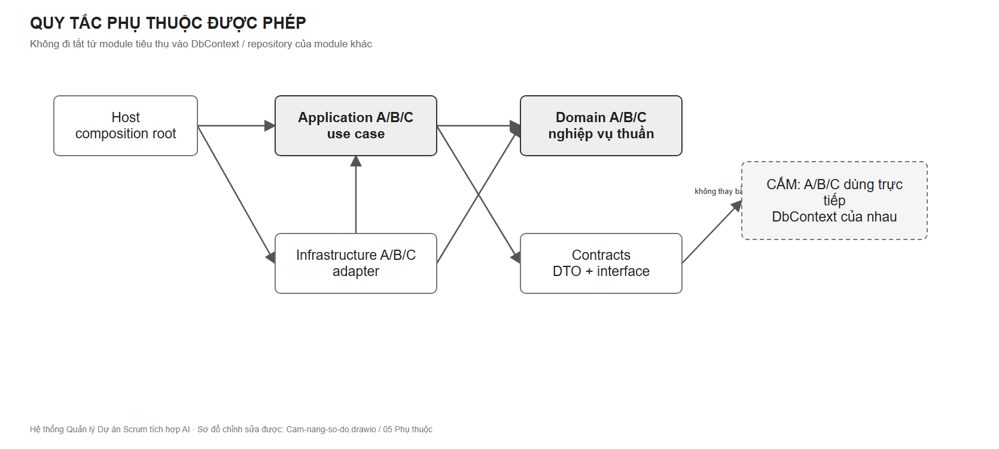 QUY TẮC PHỤ THUỘC ĐƯỢC PHÉP
Không đi tắt từ module tiêu thụ vào DbContext / repository của module khác
Host
composition root
Application A/B/C
use case
Domain A/B/C
nghiệp vụ thuần
Infrastructure A/B/C
adapter
Contracts
DTO + interface
không thay
CẤM: A/B/C dùng trực
tiếp
DbContext của nhau
Hệ thống Quản lý Dự án Scrum tích hợp AI · Sơ đồ chỉnh sửa được: Cam-nang-so-do.drawio / 05 Phụ thuộc